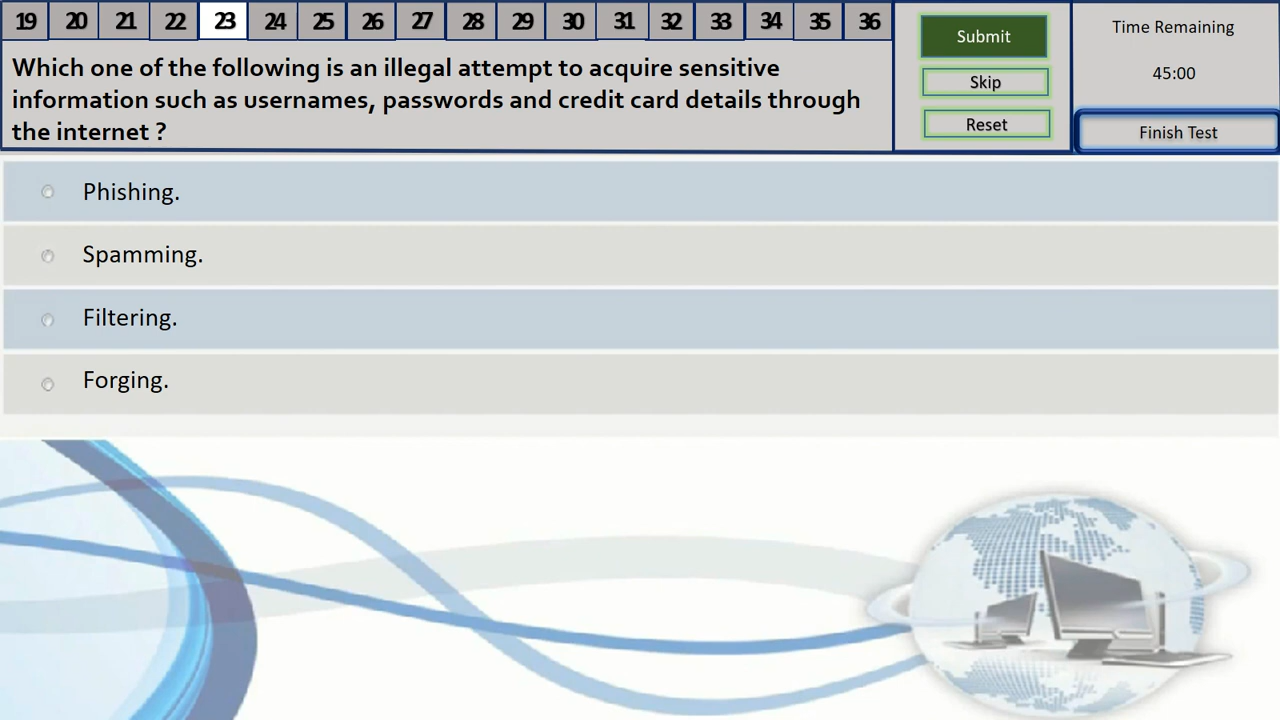 19 20 21 22 23 24 25 26 27 28 29 30 31 32 33 34 35 36
Which one of the following is an illegal attempt to acquire sensitive
information such as usernames, passwords and credit card details through
the internet ?
Submit
Skip
Reset
Time Remaining
45:00
Finish Test
Phishing.
Spamming.
Filtering.
Forging.